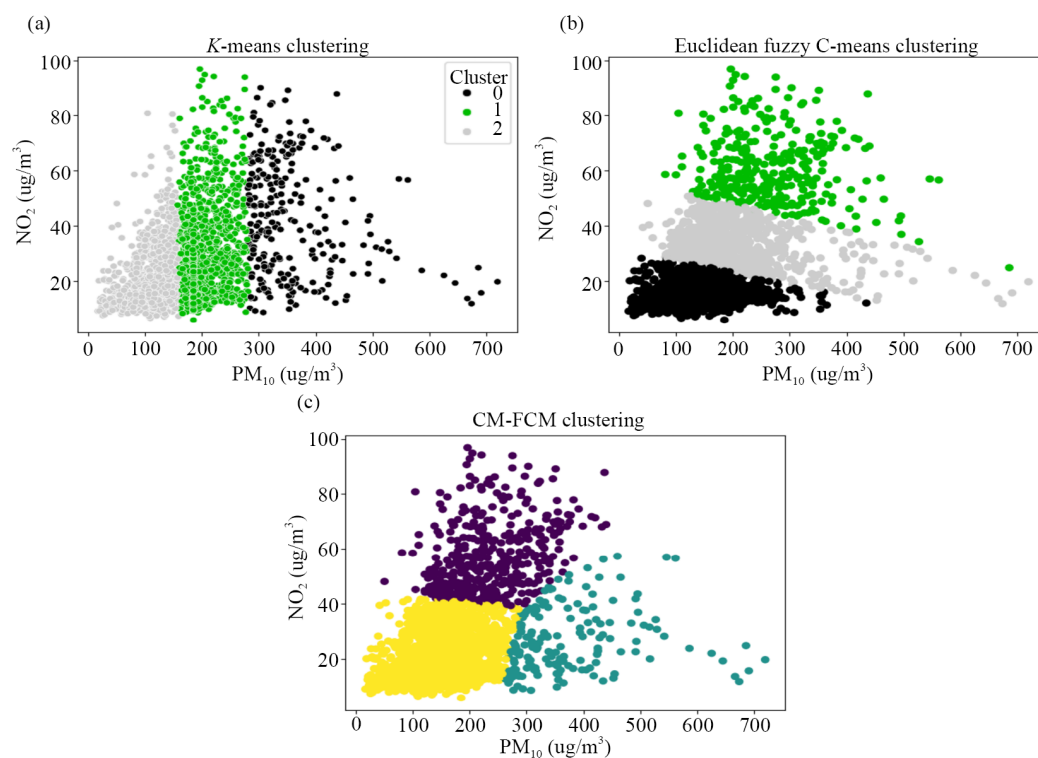 (a)
K-means clustering
NO₂ (ug/m³)
100
80
60
40
20
Cluster
0
1
2
0 100 200 300 400 500 600 700
PM₁₀ (ug/m³)
(b)
Euclidean fuzzy C-means clustering
NO₂ (ug/m³)
100
80
60
40
20
0 100 200 300 400 500 600 700
PM₁₀ (ug/m³)
(c)
CM-FCM clustering
NO₂ (ug/m³)
100
80
60
40
20
0 100 200 300 400 500 600 700
PM₁₀ (ug/m³)